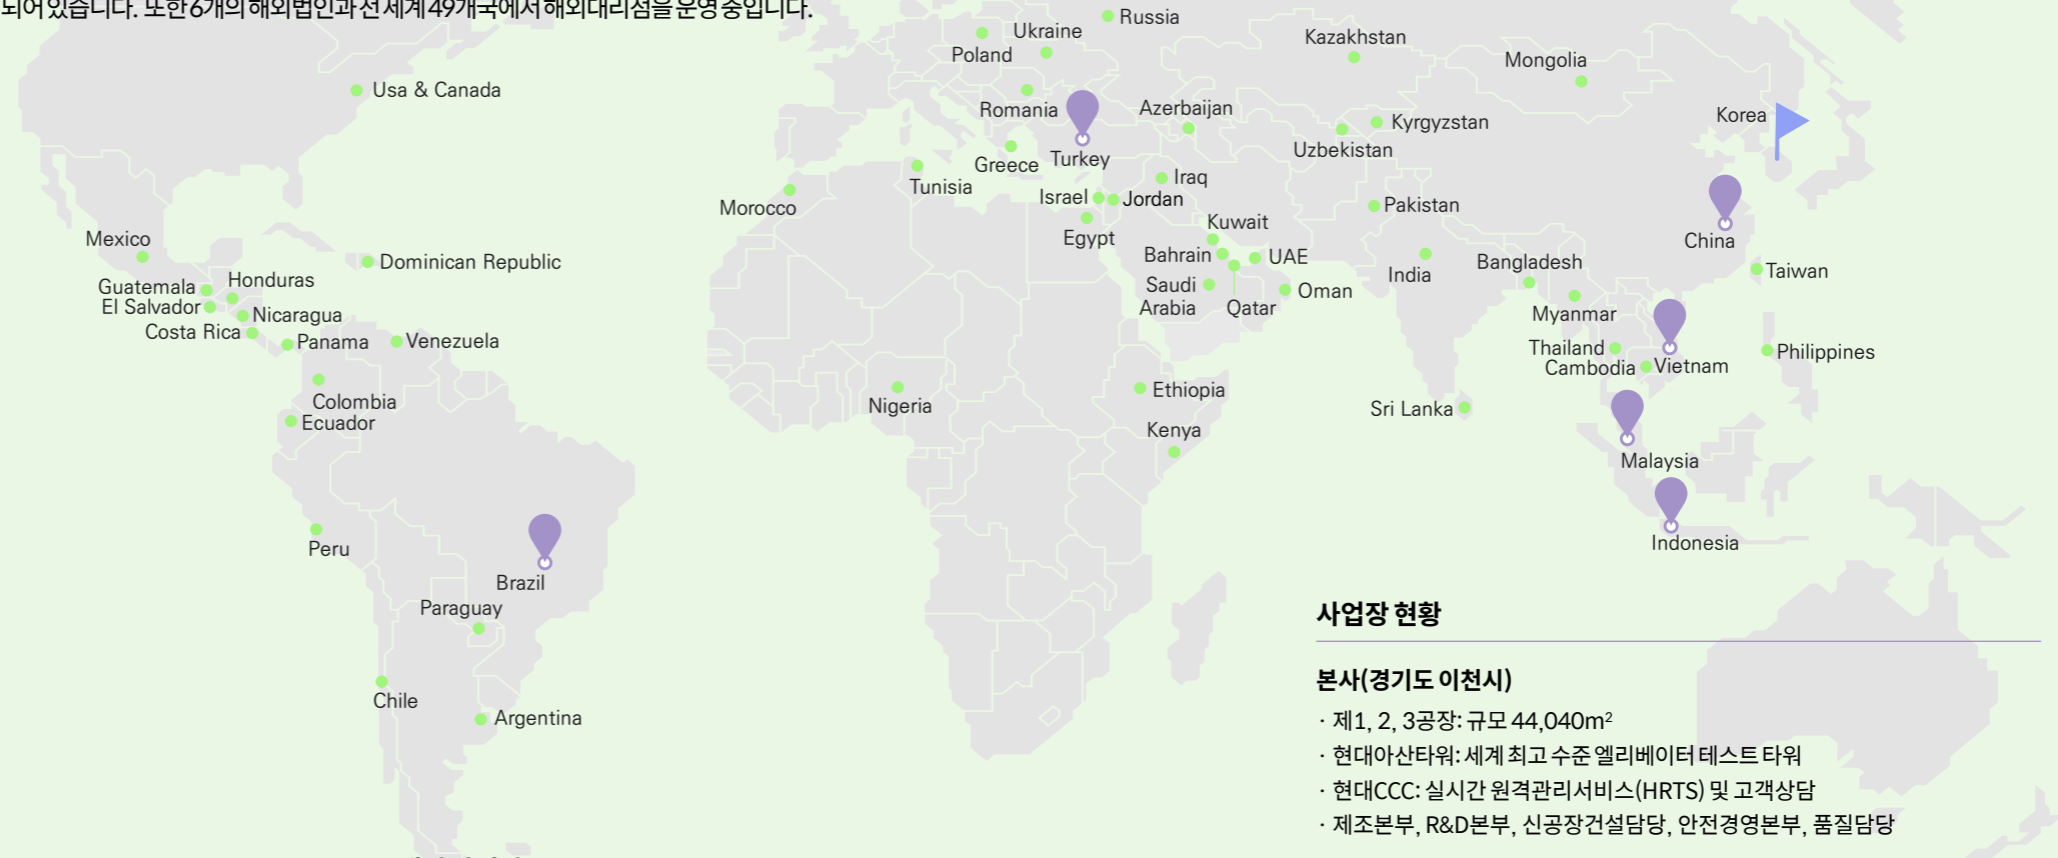 되어 있습니다. 또한 6개의 해외법인과 전 세계 49개국에서 해외대리점을 운영 중입니다.
Russia
Ukraine
Poland
Kazakhstan
Mongolia
Usa & Canada
Romania
Azerbaijan
Korea
Kyrgyzstan
Uzbekistan
Turkey
Greece
Tunisia
Iraq
Morocco
Israel
Jordan
Pakistan
Kuwait
Egypt
Mexico
China
Bahrain
UAE
Dominican Republic
India
Bangladesh
Taiwan
Guatemala
Honduras
Saudi
Arabia
Oman
El Salvador
Qatar
Nicaragua
Myanmar
Costa Rica
Panama
Venezuela
Thailand
Philippines
Cambodia
Vietnam
Ethiopia
Colombia
Nigeria
Sri Lanka
Ecuador
Kenya
Malaysia
Peru
Indonesia
Brazil
Paraguay
Chile
Argentina
사업장 현황
본사(경기도 이천시)
· 제1, 2, 3공장: 규모 44,040m²
· 현대아산타워: 세계 최고 수준 엘리베이터 테스트 타워
· 현대CCC: 실시간 원격관리서비스(HRTS) 및 고객상담
· 제조본부, R&D본부, 신공장건설담당, 안전경영본부, 품질담당